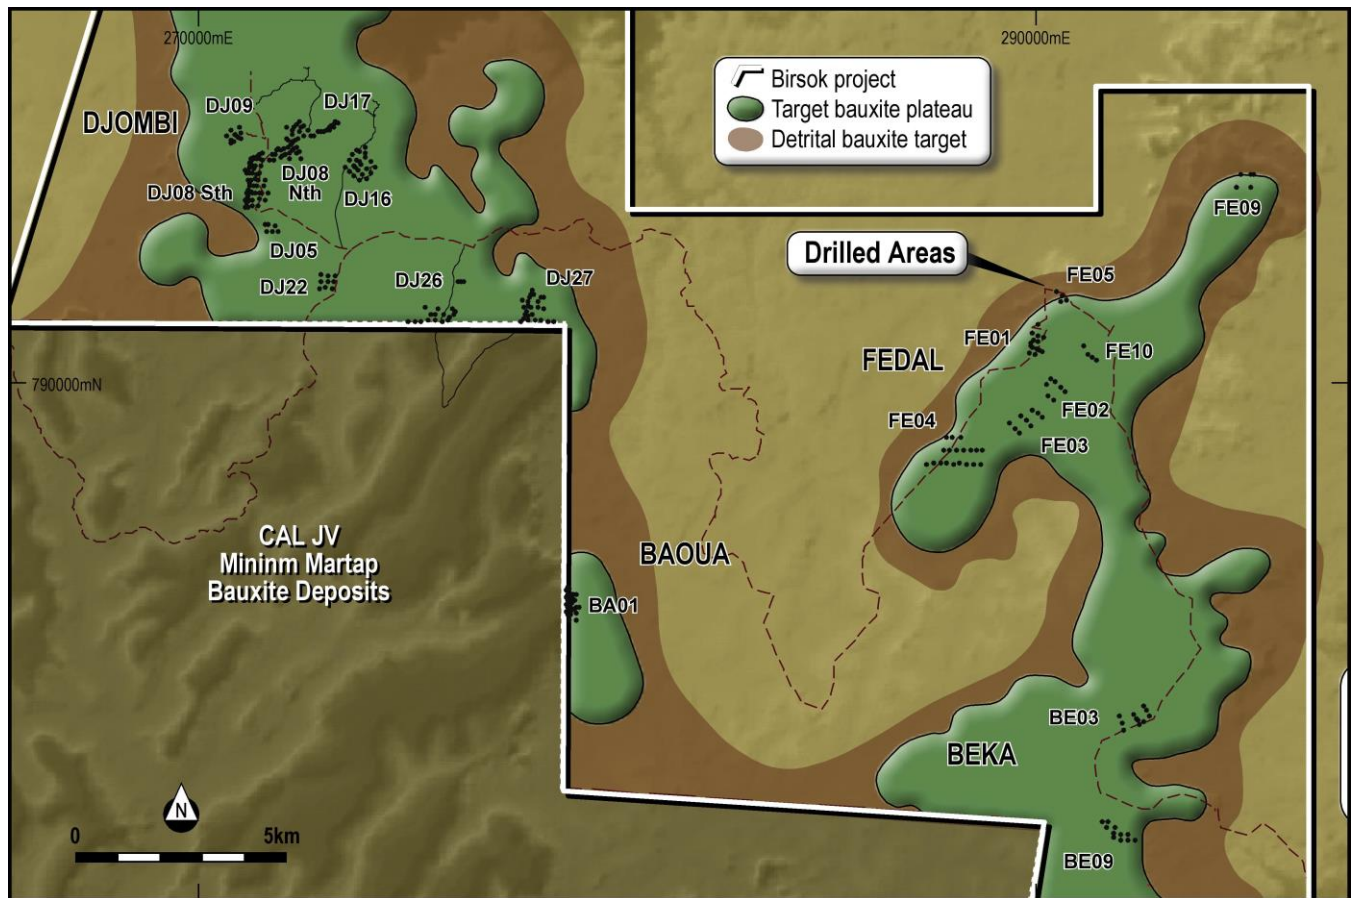 270000mE
290000mE
Birsok project
Target bauxite plateau
Detrital bauxite target
DJOMBI
DJ09
DJ17
DJ08 Sth
DJ08
Nth
DJ16
DJ05
DJ22
DJ26
DJ27
Drilled Areas
FE09
FE05
FE01
FE10
FEDAL
790000mN
FE02
FE04
FE03
CAL JV
Mininm Martap
Bauxite Deposits
BAOUA
BA01
BE03
BEKA
N
0
5km
BE09